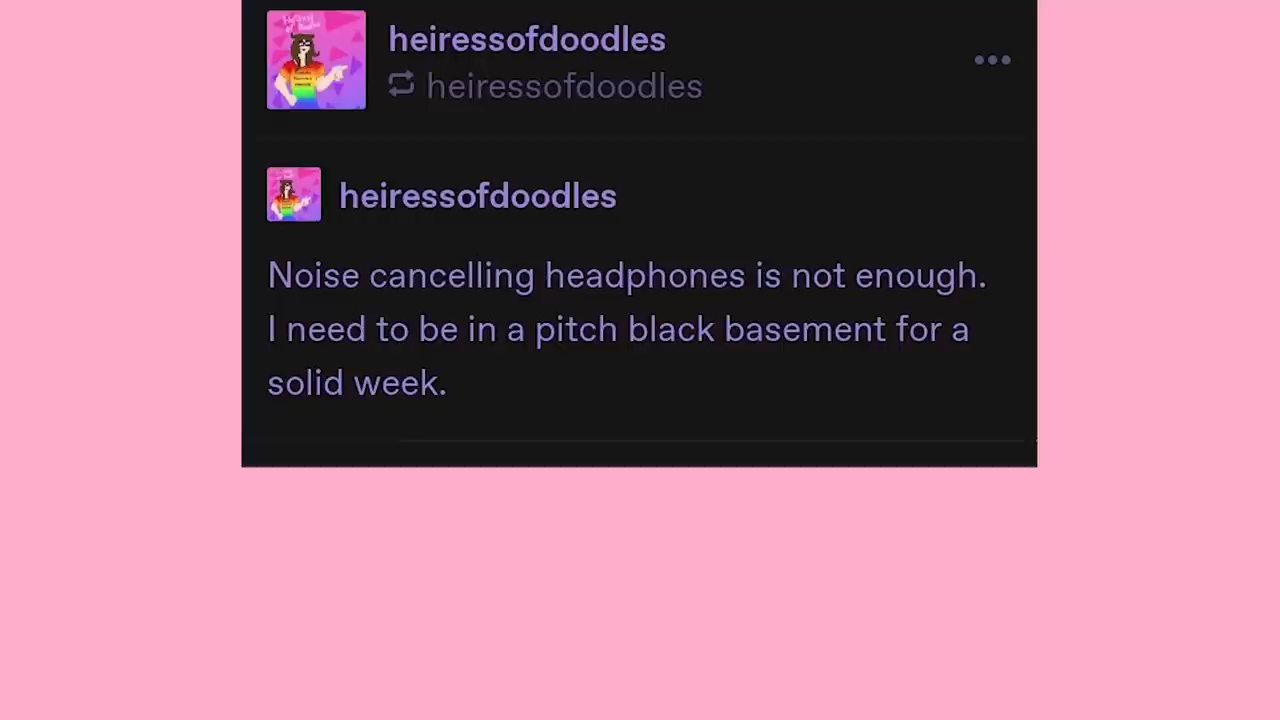 heiressofdoodles
heiressofdoodles
heiressofdoodles
Noise cancelling headphones is not enough.
I need to be in a pitch black basement for a
solid week.